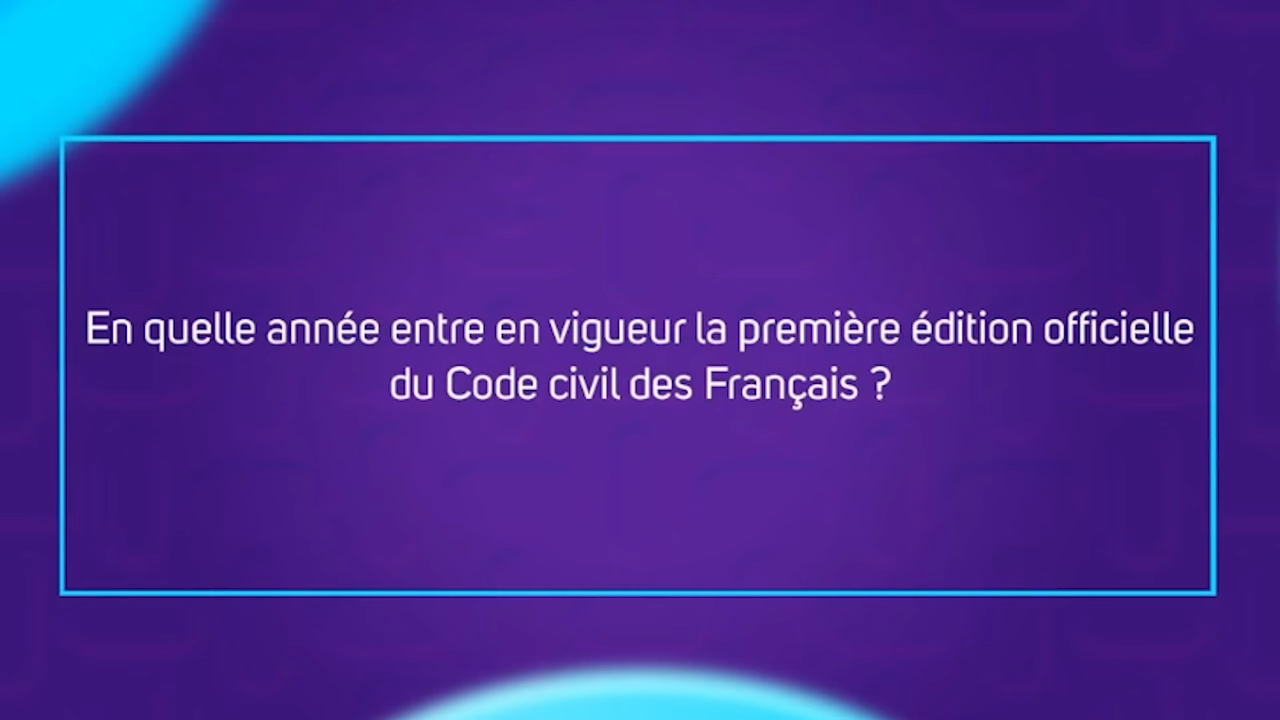 En quelle année entre en vigueur la première édition officielle
du Code civil des Français ?